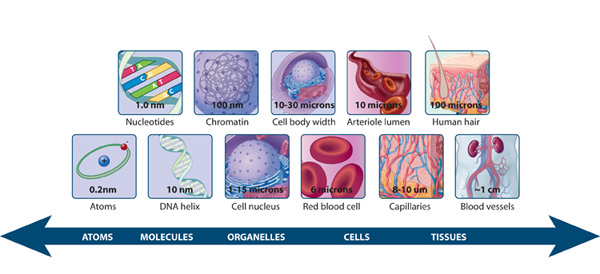 T A
C
A T
C
1.0 nm
100 nm
10-30 microns
10 microns
100 microns
Nucleotides
Chromatin
Cell body width
Arteriole lumen
Human hair
0.2nm
10 nm
1-15 microns
6 microns
8-10 um
~1 cm
Atoms
DNA helix
Cell nucleus
Red blood cell
Capillaries
Blood vessels
ATOMS
MOLECULES
ORGANELLES
CELLS
TISSUES